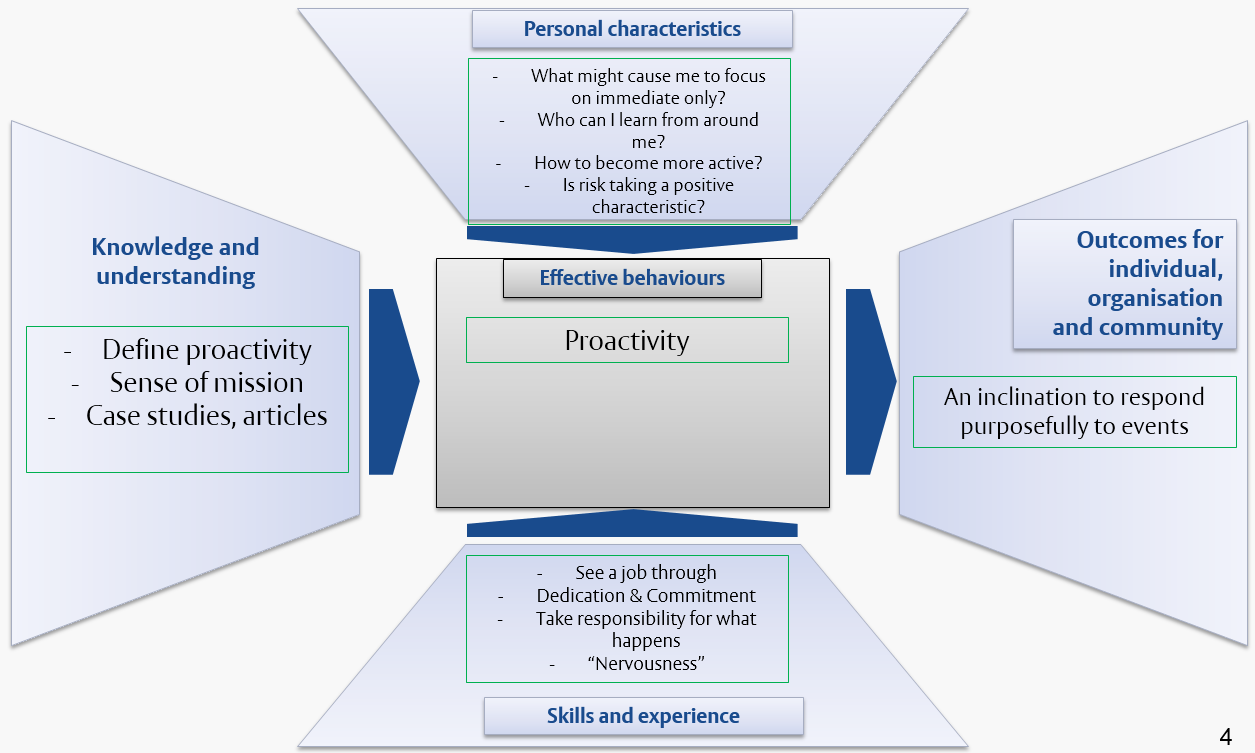 Personal characteristics
- What might cause me to focus
on immediate only?
- Who can I learn from around
me?
- How to become more active?
- Is risk taking a positive
characteristic?
Knowledge and
understanding
- Define proactivity
- Sense of mission
- Case studies, articles
Effective behaviours
Proactivity
Outcomes for
individual,
organisation
and community
An inclination to respond
purposefully to events
- See a job through
- Dedication & Commitment
- Take responsibility for what
happens
- “Nervousness”
Skills and experience
4